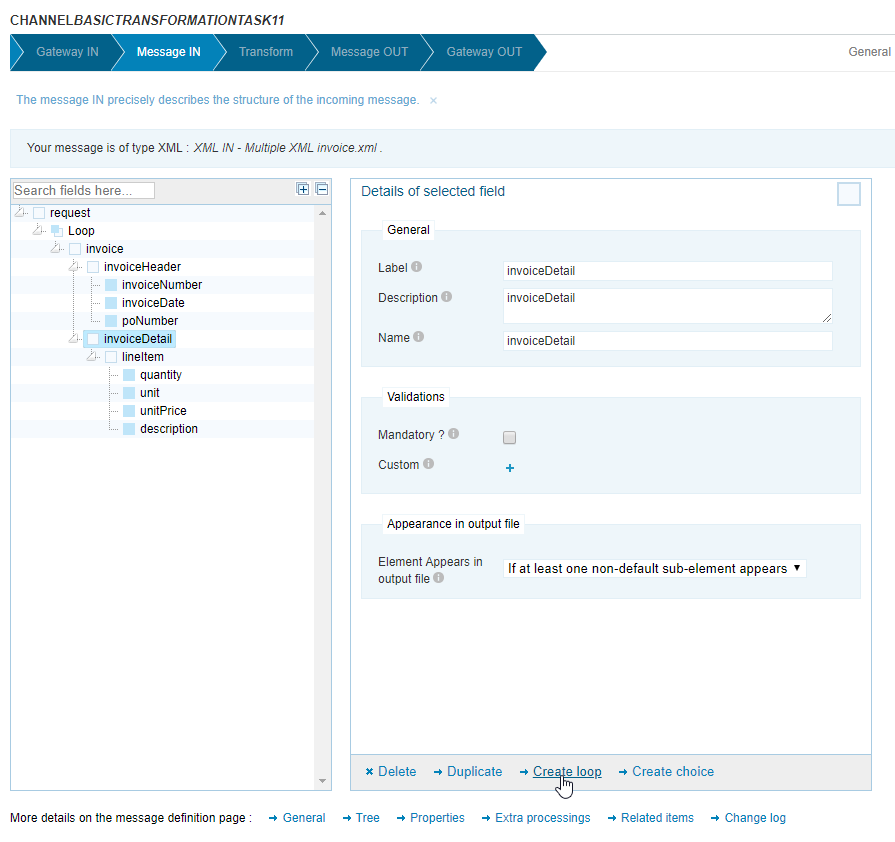 CHANNELBASICTRANSFORMATIONTASK11
Gateway IN
Message IN
Transform
Message OUT
Gateway OUT
General
The message IN precisely describes the structure of the incoming message. ×
Your message is of type XML : XML IN - Multiple XML invoice.xml .
Search fields here...
request
Loop
invoice
invoiceHeader
invoiceNumber
invoiceDate
poNumber
invoiceDetail
lineItem
quantity
unit
unitPrice
description
Details of selected field
General
Label
invoiceDetail
Description
invoiceDetail
Name
invoiceDetail
Validations
Mandatory ?
Custom
+
Appearance in output file
Element Appears in
output file
If at least one non-default sub-element appears
Delete
Duplicate
Create loop
Create choice
More details on the message definition page :
General
Tree
Properties
Extra processings
Related items
Change log